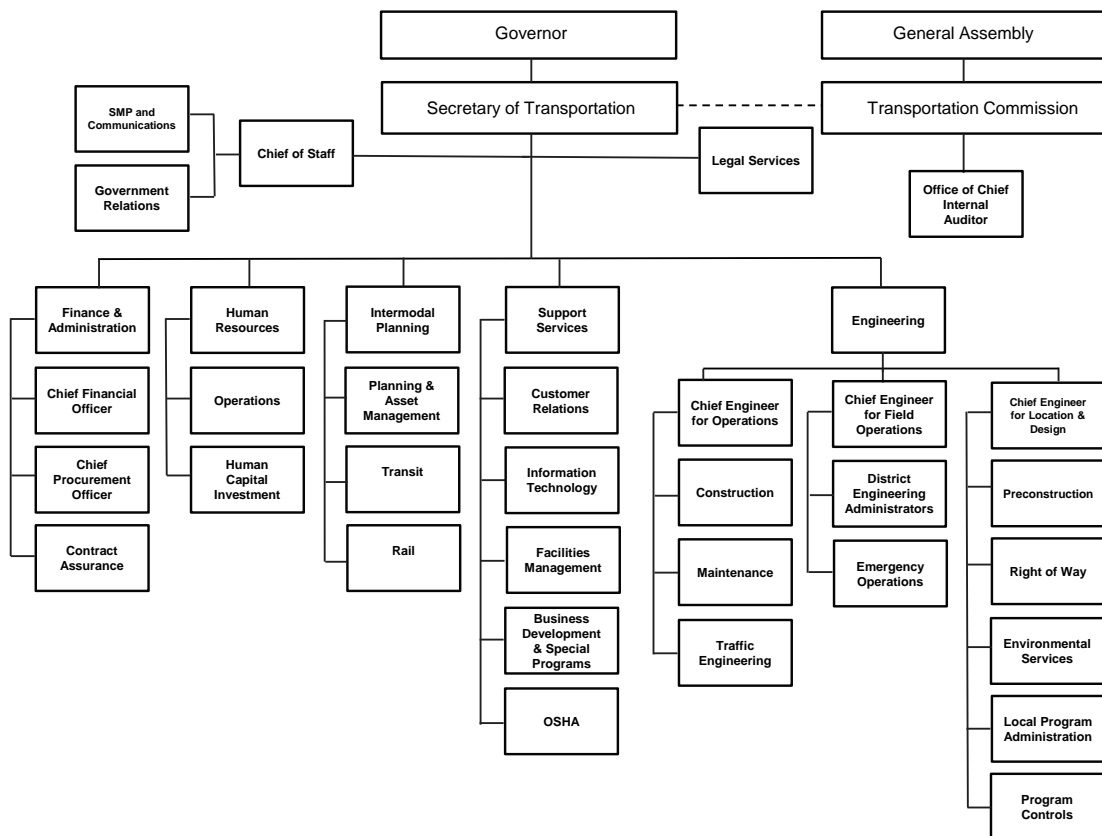 Governor
General Assembly
Secretary of Transportation
Transportation Commission
SMP and
Communications
Chief of Staff
Government
Relations
Legal Services
Office of Chief
Internal
Auditor
Finance &
Administration
Chief Financial
Officer
Chief
Procurement
Officer
Contract
Assurance
Human
Resources
Operations
Human
Capital
Investment
Intermodal
Planning
Planning &
Asset
Management
Transit
Rail
Support
Services
Customer
Relations
Information
Technology
Facilities
Management
Business
Development
& Special
Programs
OSHA
Engineering
Chief Engineer
for Operations
Construction
Maintenance
Traffic
Engineering
Chief Engineer
for Field
Operations
District
Engineering
Administrators
Emergency
Operations
Chief Engineer
for Location &
Design
Preconstruction
Right of Way
Environmental
Services
Local Program
Administration
Program
Controls